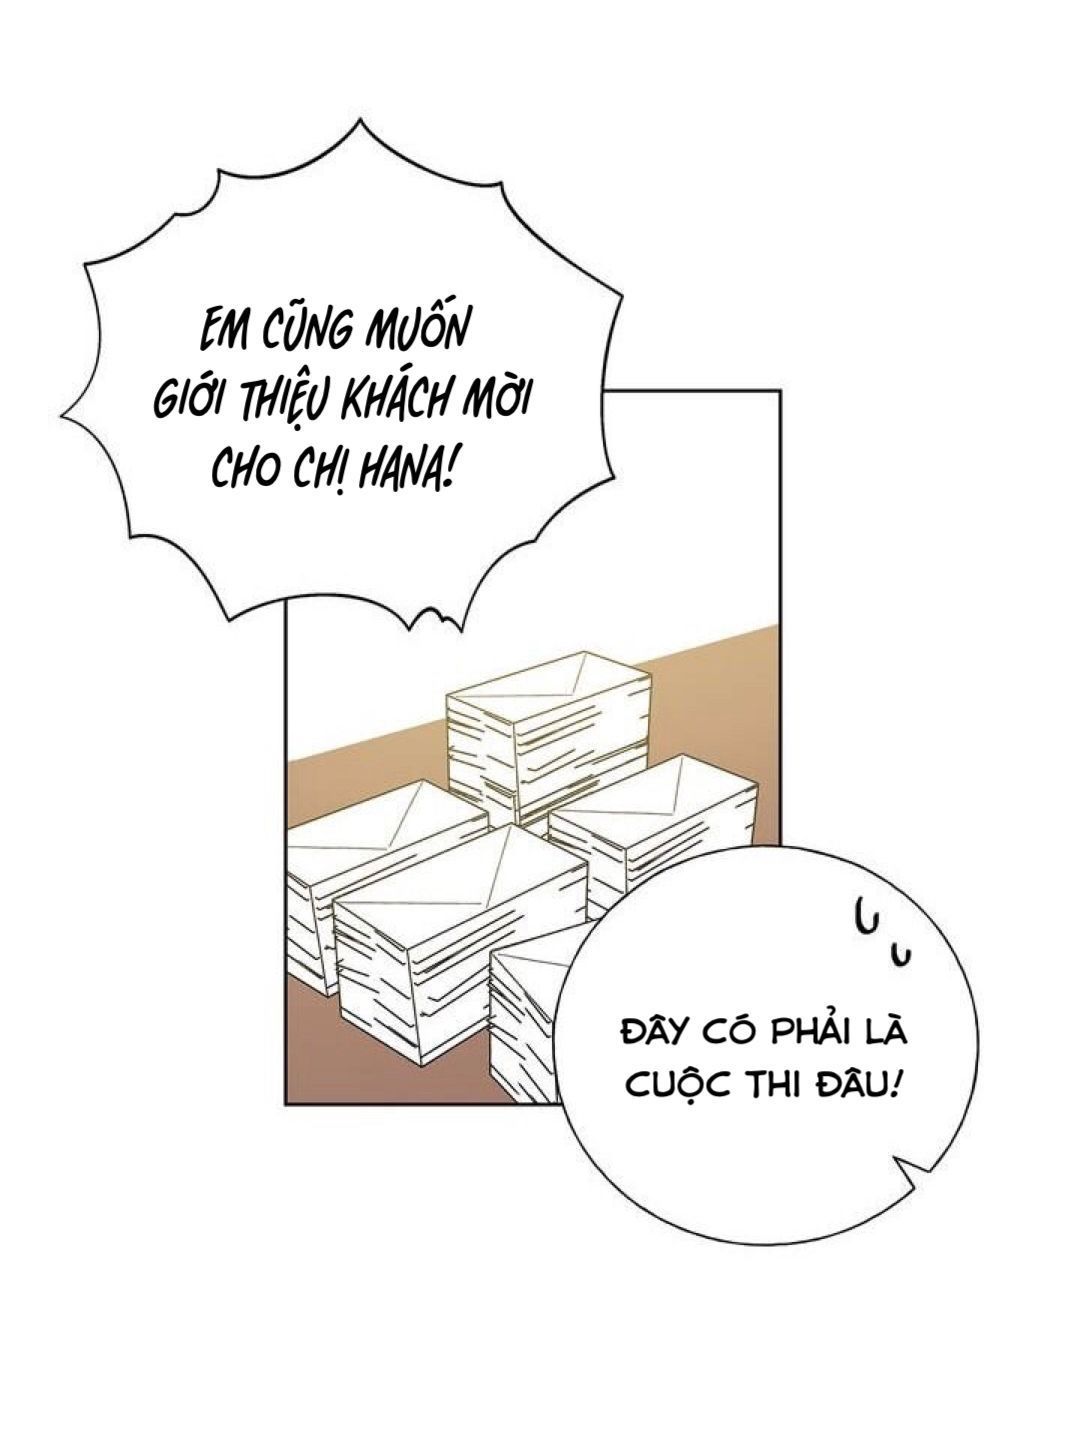 EM CŨNG MUỐN
GIỚI THIỆU KHÁCH MỜI
CHO CHỊ HANA!
ĐÂY CÓ PHẢI LÀ
CUỘC THI ĐÂU!